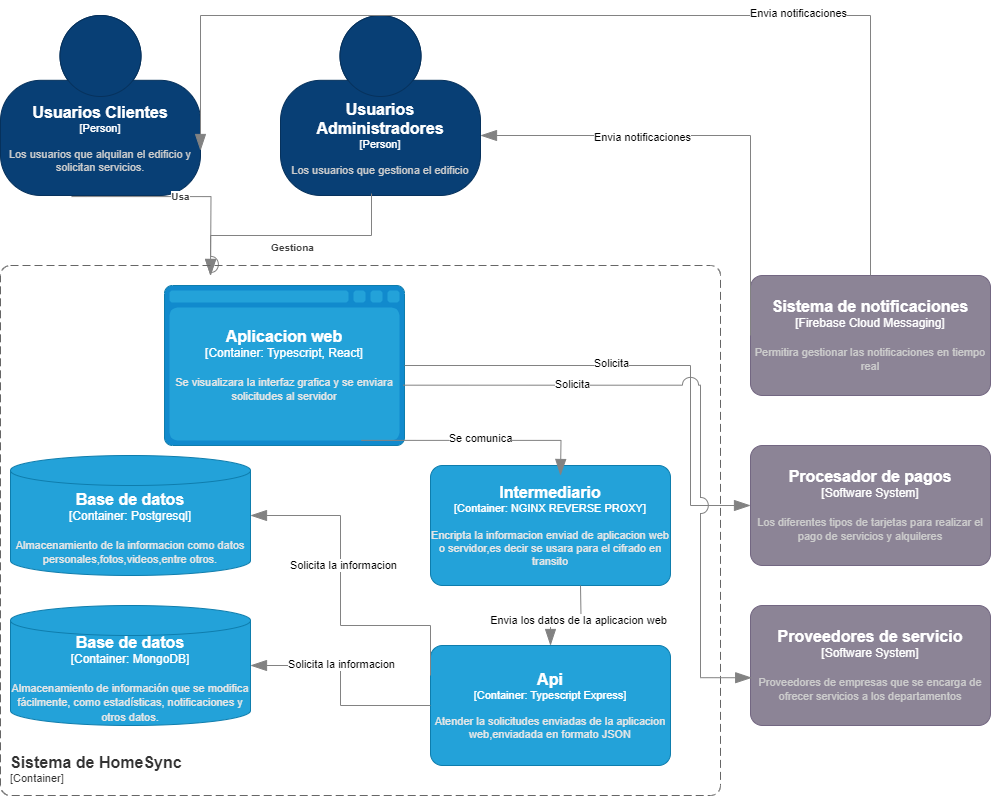 Envia notificaciones
Usuarios Clientes
[Person]
Los usuarios que alquilan el edificio y
solicitan servicios.
Usuarios
Administradores
[Person]
Los usuarios que gestiona el edificio
Envia notificaciones
Usa
Gestiona
Sistema de notificaciones
[Firebase Cloud Messaging]
Permitira gestionar las notificaciones en tiempo
real
Aplicacion web
[Container: Typescript, React]
Se visualizara la interfaz grafica y se enviara
solicitudes al servidor
Solicita
Solicita
Se comunica
Base de datos
[Container: Postgresql]
Almacenamiento de la informacion como datos
personales,fotos,videos,entre otros.
Intermediario
[Container: NGINX REVERSE PROXY]
Encripta la informacion enviad de aplicacion web
o servidor,es decir se usara para el cifrado en
transito
Procesador de pagos
[Software System]
Los diferentes tipos de tarjetas para realizar el
pago de servicios y alquileres
Solicita la informacion
Envia los datos de la aplicacion web
Base de datos
[Container: MongoDB]
Almacenamiento de información que se modifica
fácilmente, como estadísticas, notificaciones y
otros datos.
Solicita la informacion
Api
[Container: Typescript Express]
Atender la solicitudes enviadas de la aplicacion
web,enviadada en formato JSON
Proveedores de servicio
[Software System]
Proveedores de empresas que se encarga de
ofrecer servicios a los departamentos
Sistema de HomeSync
[Container]